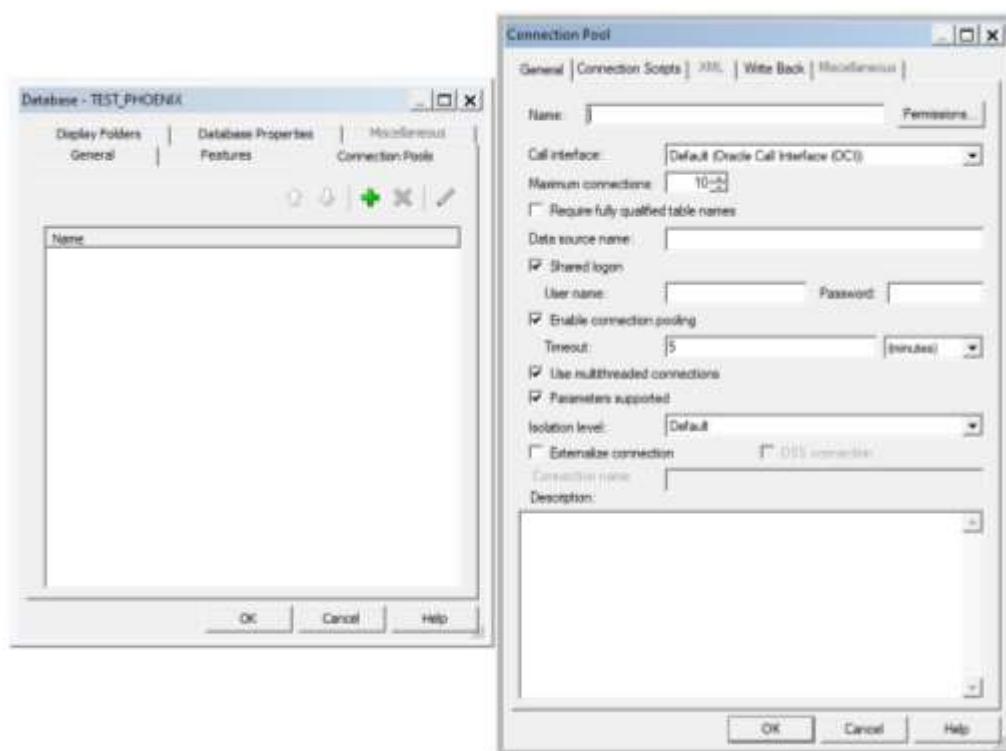 Database - TEST_PHOENIX
Display Folders Database Properties Miscellaneous
General Features Connection Pools
Name
OK Cancel Help
Connection Pool
General Connection Scripts XML Write Back Miscellaneous
Name: Permissions...
Call interface: Default (Oracle Call Interface (OCI))
Maximum connections: 10
Require fully qualified table names
Data source name:
Shared logon
User name: Password:
Enable connection pooling
Timeout: 5 (minutes)
Use multithreaded connections
Parameters supported
Isolation level: Default
Externalize connection DSS connection
Connection name:
Description:
OK Cancel Help